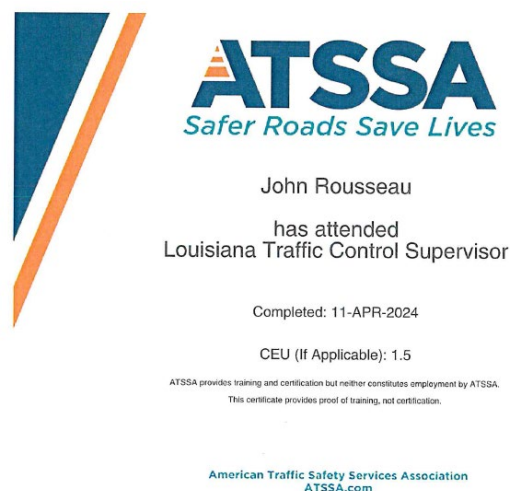 ATSSA
Safer Roads Save Lives
John Rousseau
has attended
Louisiana Traffic Control Supervisor
Completed: 11-APR-2024
CEU (If Applicable): 1.5
ATSSA provides training and certification but neither constitutes employment by ATSSA.
This certificate provides proof of training, not certification.
American Traffic Safety Services Association
ATSSA.com